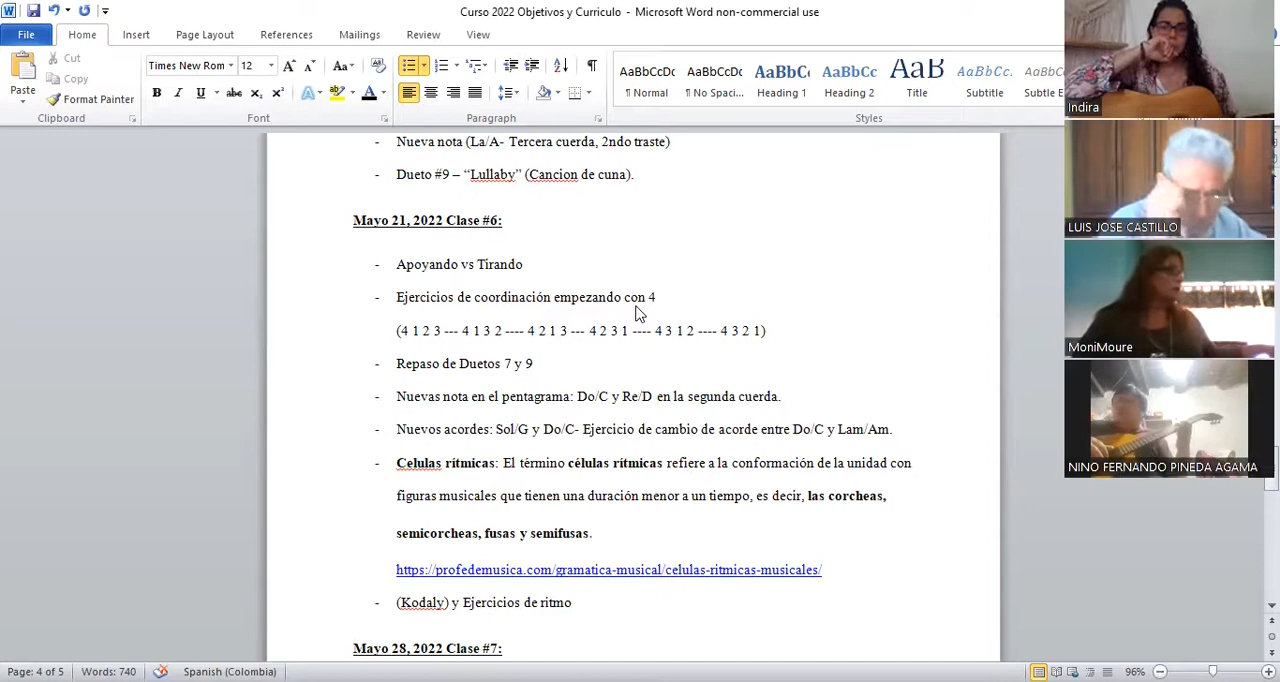 Curso 2022 Objetivos y Curriculo - Microsoft Word non-commercial use
File Home Insert Page Layout References Mailings Review View
Cut
Copy
Format Painter
Paste
Clipboard
Times New Rom 12
Font
Paragraph
AaBbCcDc AaBbCcDc AaBbC AaBbCc AaB AaBbCc.
¶ Normal ¶ No Spaci... Heading 1 Heading 2 Title Subtitle Subtle E
Styles
- Nueva nota (La/A- Tercera cuerda, 2ndo traste)
- Dueto #9 – “Lullaby” (Cancion de cuna).
Mayo 21, 2022 Clase #6:
- Apoyando vs Tirando
- Ejercicios de coordinación empezando con 4
(4 1 2 3 --- 4 1 3 2 ---- 4 2 1 3 --- 4 2 3 1 ---- 4 3 1 2 ---- 4 3 2 1)
- Repaso de Duetos 7 y 9
- Nuevas nota en el pentagrama: Do/C y Re/D en la segunda cuerda.
- Nuevos acordes: Sol/G y Do/C- Ejercicio de cambio de acorde entre Do/C y Lam/Am.
- Celulas rítmicas: El término células rítmicas refiere a la conformación de la unidad con
figuras musicales que tienen una duración menor a un tiempo, es decir, las corcheas,
semicorcheas, fusas y semifusas.
https://profedemusica.com/gramatica-musical/celulas-ritmicas-musicales/
- (Kodaly) y Ejercicios de ritmo
Mayo 28, 2022 Clase #7:
Indira
LUIS JOSE CASTILLO
MoniMoure
NINO FERNANDO PINEDA AGAMA
Page: 4 of 5 Words: 740 Spanish (Colombia) 96%